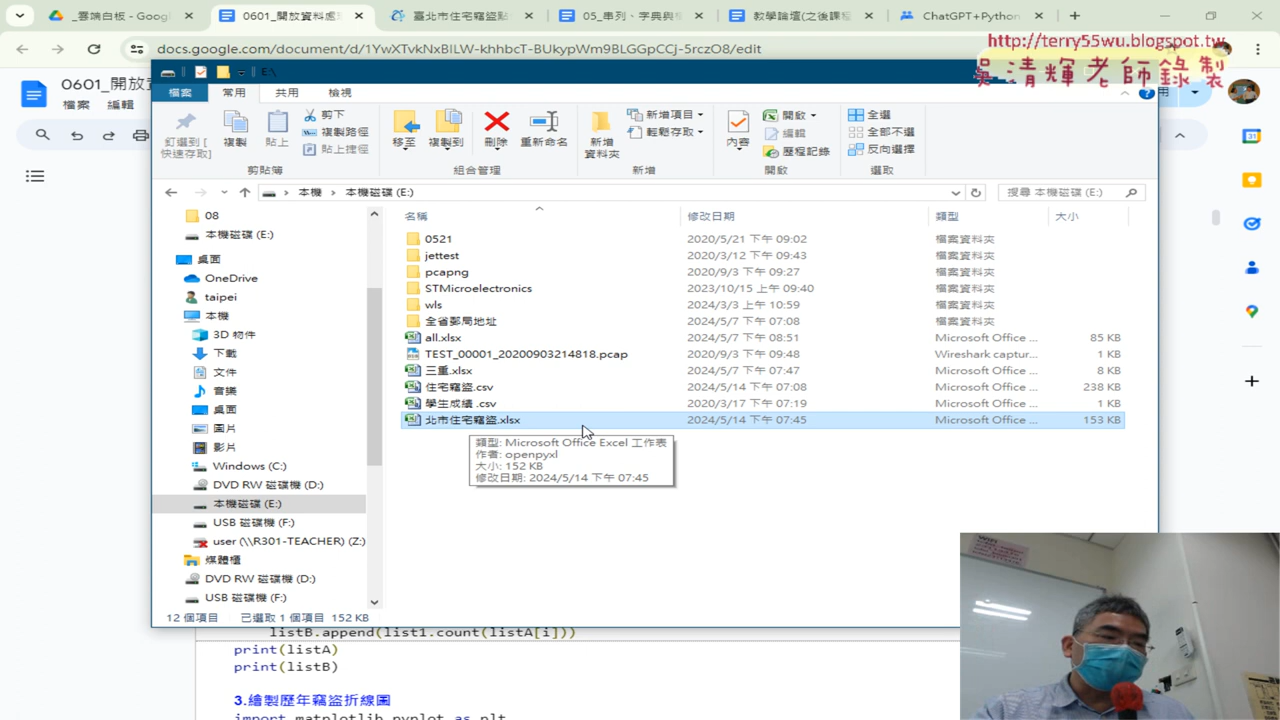 _雲端白板 - Goog
0601_開放資料處
臺北市住宅竊盜點
05_串列、字典與
教學論壇(之後課程
ChatGPT+Python
docs.google.com/document/d/1YwXTvkNxBILW-khhbcT-BUkypWm9BLGGpCCj-5rczO8/edit
http://terry55wu.blogspot.tw
吳清輝老師錄製
0601_開放資
檔案 編輯
E:\
檔案 常用 共用 檢視
釘選到 [
快速存取]
複製
貼上
剪下
複製路徑
貼上捷徑
移至
複製到
刪除
重新命名
新增
資料夾
新增項目
輕鬆存取
內容
開啟
編輯
歷程記錄
全選
全部不選
反向選擇
剪貼簿 組合管理 新增 開啟 選取
本機 › 本機磁碟 (E:)
搜尋 本機磁碟 (E:)
名稱 修改日期 類型 大小
08
本機磁碟 (E:)
桌面
OneDrive
taipei
本機
3D 物件
下載
文件
音樂
桌面
圖片
影片
Windows (C:)
DVD RW 磁碟機 (D:)
本機磁碟 (E:)
USB 磁碟機 (F:)
user (\\R301-TEACHER) (Z:)
媒體櫃
DVD RW 磁碟機 (D:)
USB 磁碟機 (F:)
0521 2020/5/21 下午 09:02 檔案資料夾
jettest 2020/3/12 下午 09:43 檔案資料夾
pcapng 2020/9/3 下午 09:27 檔案資料夾
STMicroelectronics 2023/10/15 上午 09:40 檔案資料夾
wls 2024/3/3 上午 10:59 檔案資料夾
全省郵局地址 2024/5/7 下午 07:08 檔案資料夾
all.xlsx 2024/5/7 下午 08:51 Microsoft Office ... 85 KB
TEST_00001_20200903214818.pcap 2020/9/3 下午 09:48 Wireshark captur... 1 KB
三重.xlsx 2024/5/7 下午 07:47 Microsoft Office ... 8 KB
住宅竊盜.csv 2024/5/14 下午 07:08 Microsoft Office ... 238 KB
學生成績 .csv 2020/3/17 下午 07:19 Microsoft Office ... 1 KB
北市住宅竊盜.xlsx 2024/5/14 下午 07:45 Microsoft Office ... 153 KB
類型: Microsoft Office Excel 工作表
作者: openpyxl
大小: 152 KB
修改日期: 2024/5/14 下午 07:45
12 個項目 已選取 1 個項目 152 KB
listB.append(list1.count(listA[i]))
print(listA)
print(listB)
3.繪製歷年竊盜折線圖
import matplotlib.pyplot as plt